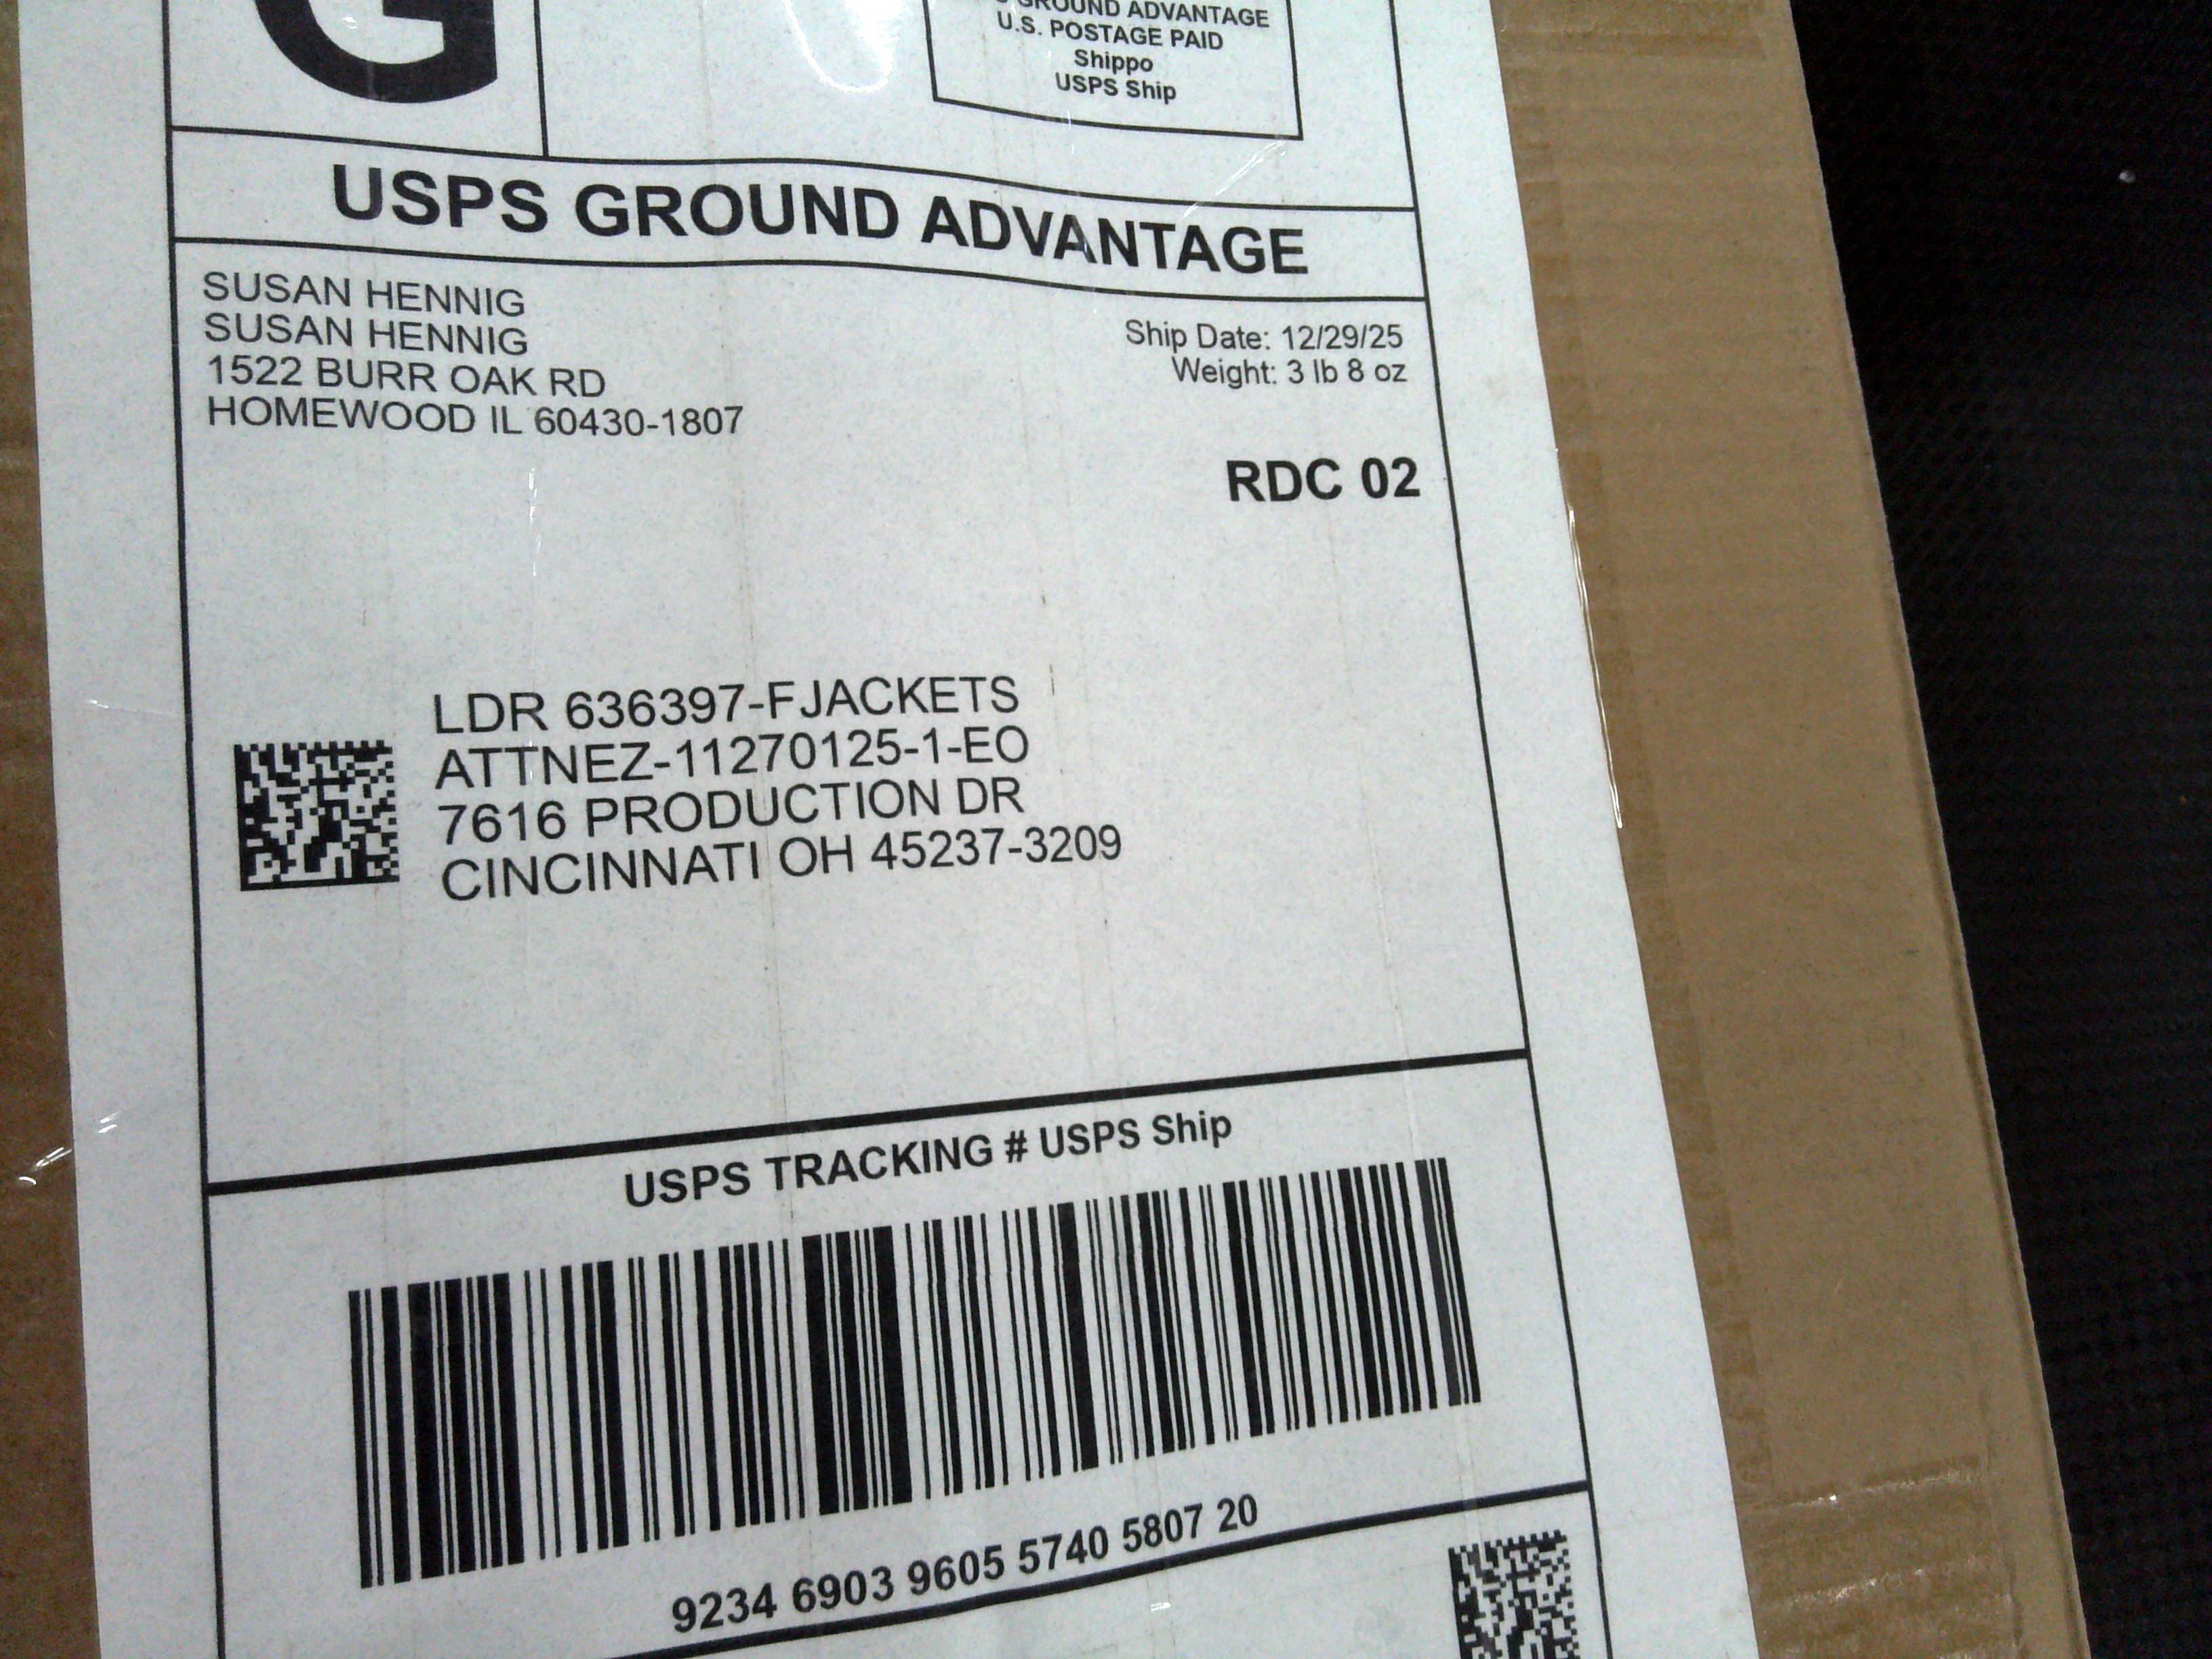 G
GROUND ADVANTAGE
U.S. POSTAGE PAID
Shippo
USPS Ship
USPS GROUND ADVANTAGE
SUSAN HENNIG
SUSAN HENNIG
1522 BURR OAK RD
HOMEWOOD IL 60430-1807
Ship Date: 12/29/25
Weight: 3 lb 8 oz
RDC 02
LDR 636397-FJACKETS
ATTNEZ-11270125-1-EO
7616 PRODUCTION DR
CINCINNATI OH 45237-3209
USPS TRACKING # USPS Ship
9234 6903 9605 5740 5807 20